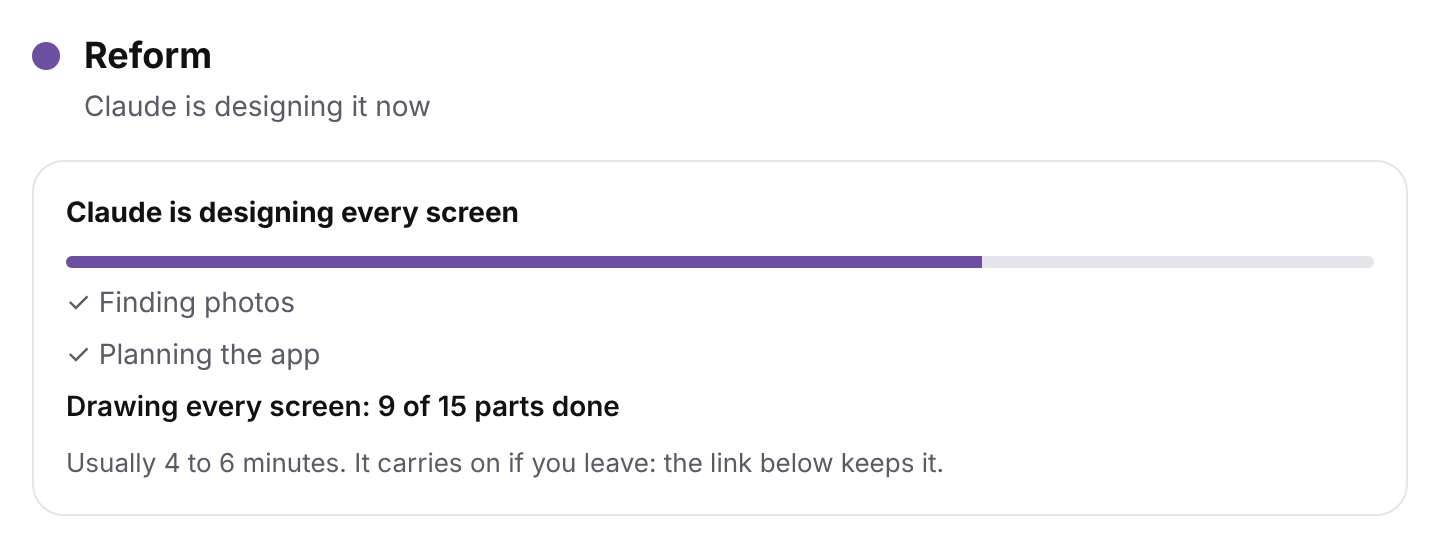 Reform
Claude is designing it now
Claude is designing every screen
✓ Finding photos
✓ Planning the app
Drawing every screen: 9 of 15 parts done
Usually 4 to 6 minutes. It carries on if you leave: the link below keeps it.